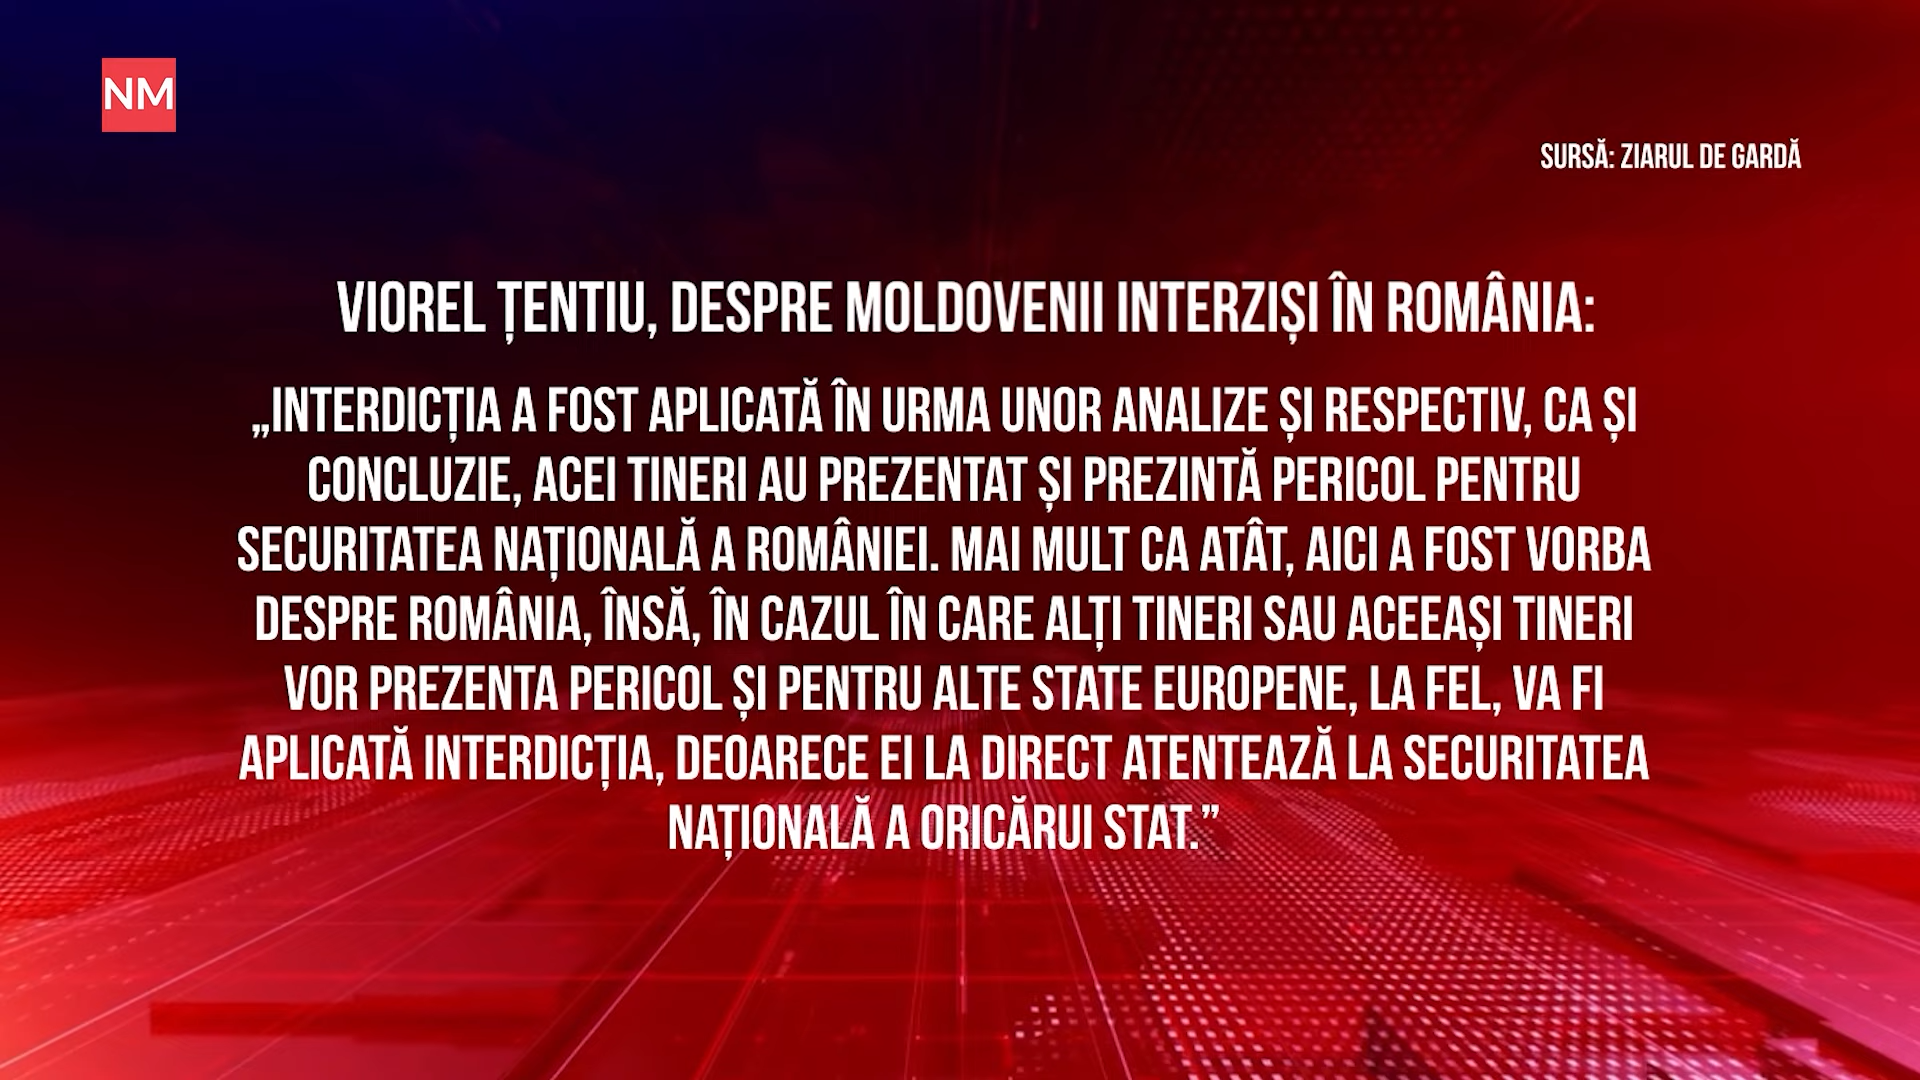 NM
SURSĂ: ZIARUL DE GARDĂ
VIOREL ȚENTIU, DESPRE MOLDOVENII INTERZIȘI ÎN ROMÂNIA:
„INTERDICȚIA A FOST APLICATĂ ÎN URMA UNOR ANALIZE ȘI RESPECTIV, CA ȘI
CONCLUZIE, ACEI TINERI AU PREZENTAT ȘI PREZINTĂ PERICOL PENTRU
SECURITATEA NAȚIONALĂ A ROMÂNIEI. MAI MULT CA ATÂT, AICI A FOST VORBA
DESPRE ROMÂNIA, ÎNSĂ, ÎN CAZUL ÎN CARE ALȚI TINERI SAU ACEEAȘI TINERI
VOR PREZENTA PERICOL ȘI PENTRU ALTE STATE EUROPENE, LA FEL, VA FI
APLICATĂ INTERDICȚIA, DEOARECE EI LA DIRECT ATENTEAZĂ LA SECURITATEA
NAȚIONALĂ A ORICĂRUI STAT.”